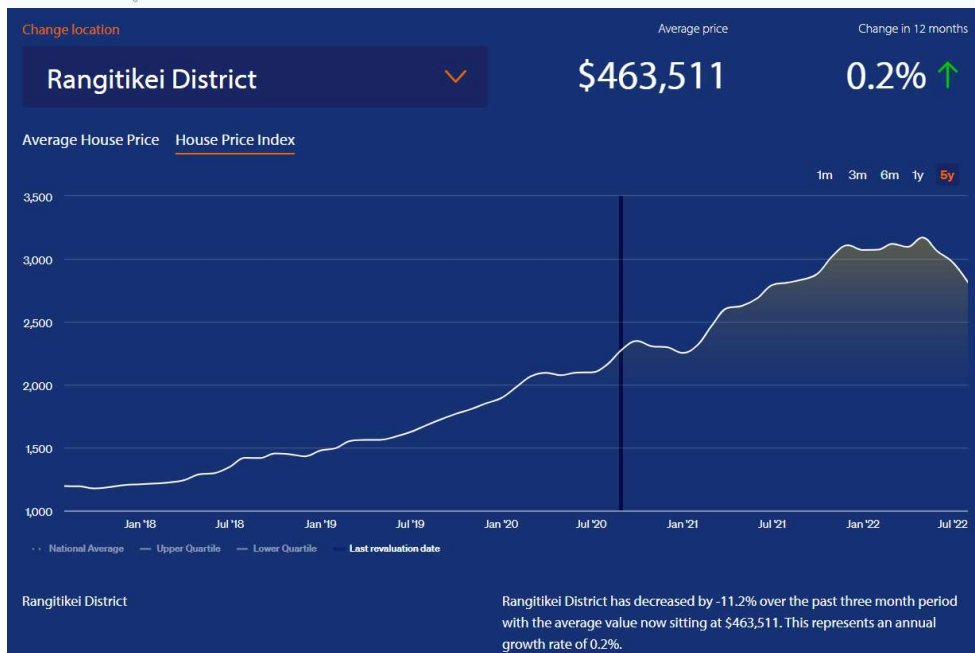 Change location
Average price
Change in 12 months
Rangitikei District
$463,511
0.2%
Average House Price House Price Index
1m 3m 6m 1y 5y
3,500
3,000
2,500
2,000
1,500
1,000
Jan '18 Jul '18 Jan '19 Jul '19 Jan '20 Jul '20 Jan '21 Jul '21 Jan '22 Jul '22
National Average Upper Quartile Lower Quartile Last revaluation date
Rangitikei District
Rangitikei District has decreased by -11.2% over the past three month period
with the average value now sitting at $463,511. This represents an annual
growth rate of 0.2%.